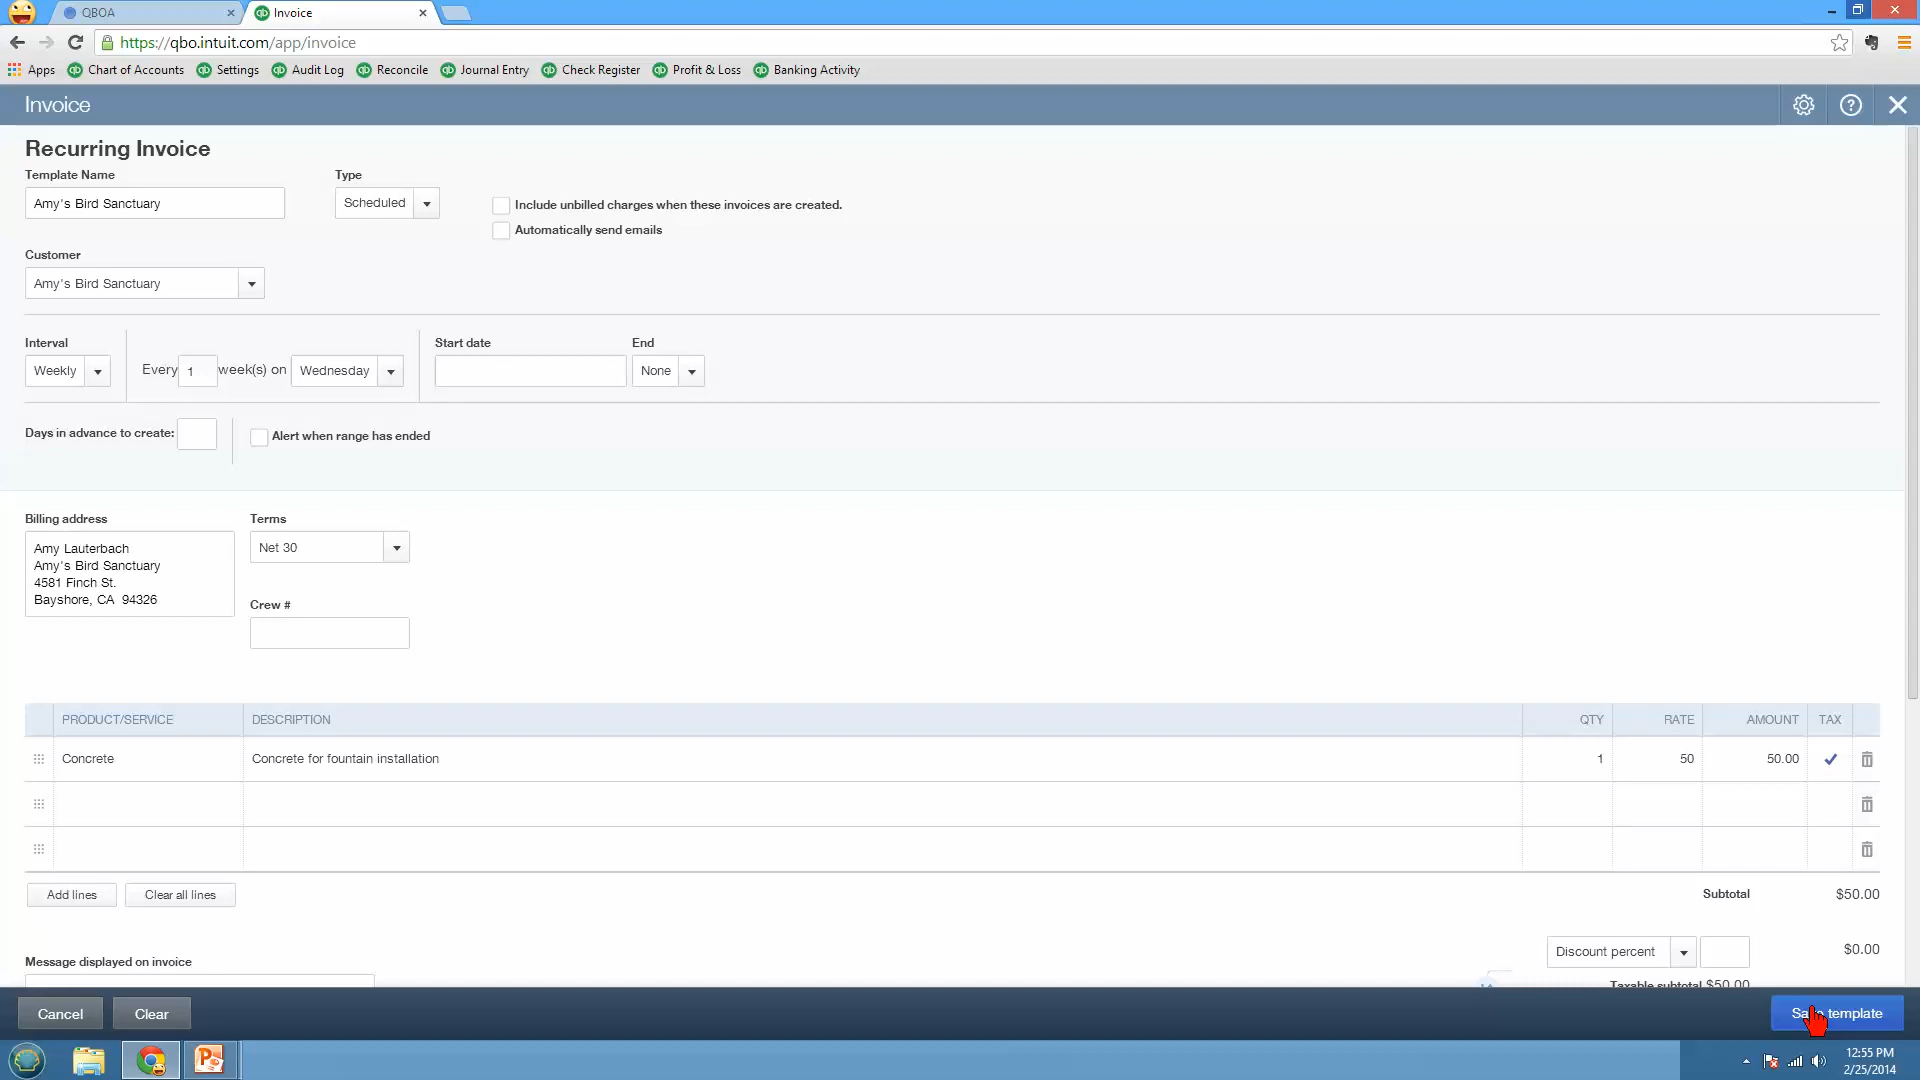 QBOA
Invoice
https://qbo.intuit.com/app/invoice
Apps Chart of Accounts Settings Audit Log Reconcile Journal Entry Check Register Profit & Loss Banking Activity
Invoice
Recurring Invoice
Template Name Type
Amy's Bird Sanctuary Scheduled
Include unbilled charges when these invoices are created.
Automatically send emails
Customer
Amy's Bird Sanctuary
Interval Start date End
Weekly Every 1 week(s) on Wednesday None
Days in advance to create: Alert when range has ended
Billing address Terms
Amy Lauterbach
Amy's Bird Sanctuary
4581 Finch St.
Bayshore, CA 94326
Net 30
Crew #
PRODUCT/SERVICE DESCRIPTION QTY RATE AMOUNT TAX
Concrete Concrete for fountain installation 1 50 50.00
Add lines Clear all lines Subtotal $50.00
Discount percent $0.00
Message displayed on invoice
Taxable subtotal $50.00
Cancel Clear template
12:55 PM
2/25/2014